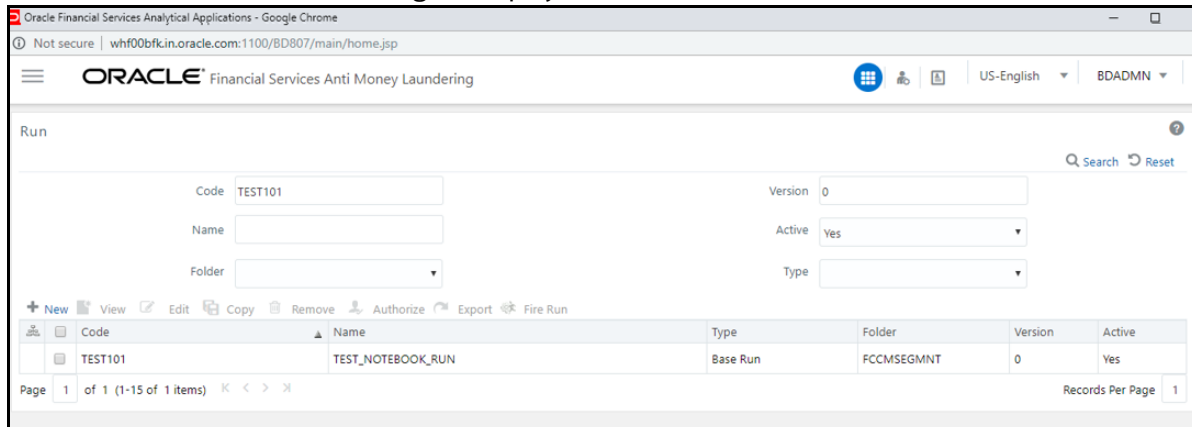 Oracle Financial Services Analytical Applications - Google Chrome
Not secure | whf00bfk.in.oracle.com:1100/BD807/main/home.jsp
ORACLE Financial Services Anti Money Laundering US-English BDADMN
Run
Search Reset
Code TEST101 Version 0
Name Active Yes
Folder Type
New View Edit Copy Remove Authorize Export Fire Run
Code Name Type Folder Version Active
TEST101 TEST_NOTEBOOK_RUN Base Run FCCMSEGMNT 0 Yes
Page 1 of 1 (1-15 of 1 items) Records Per Page 1